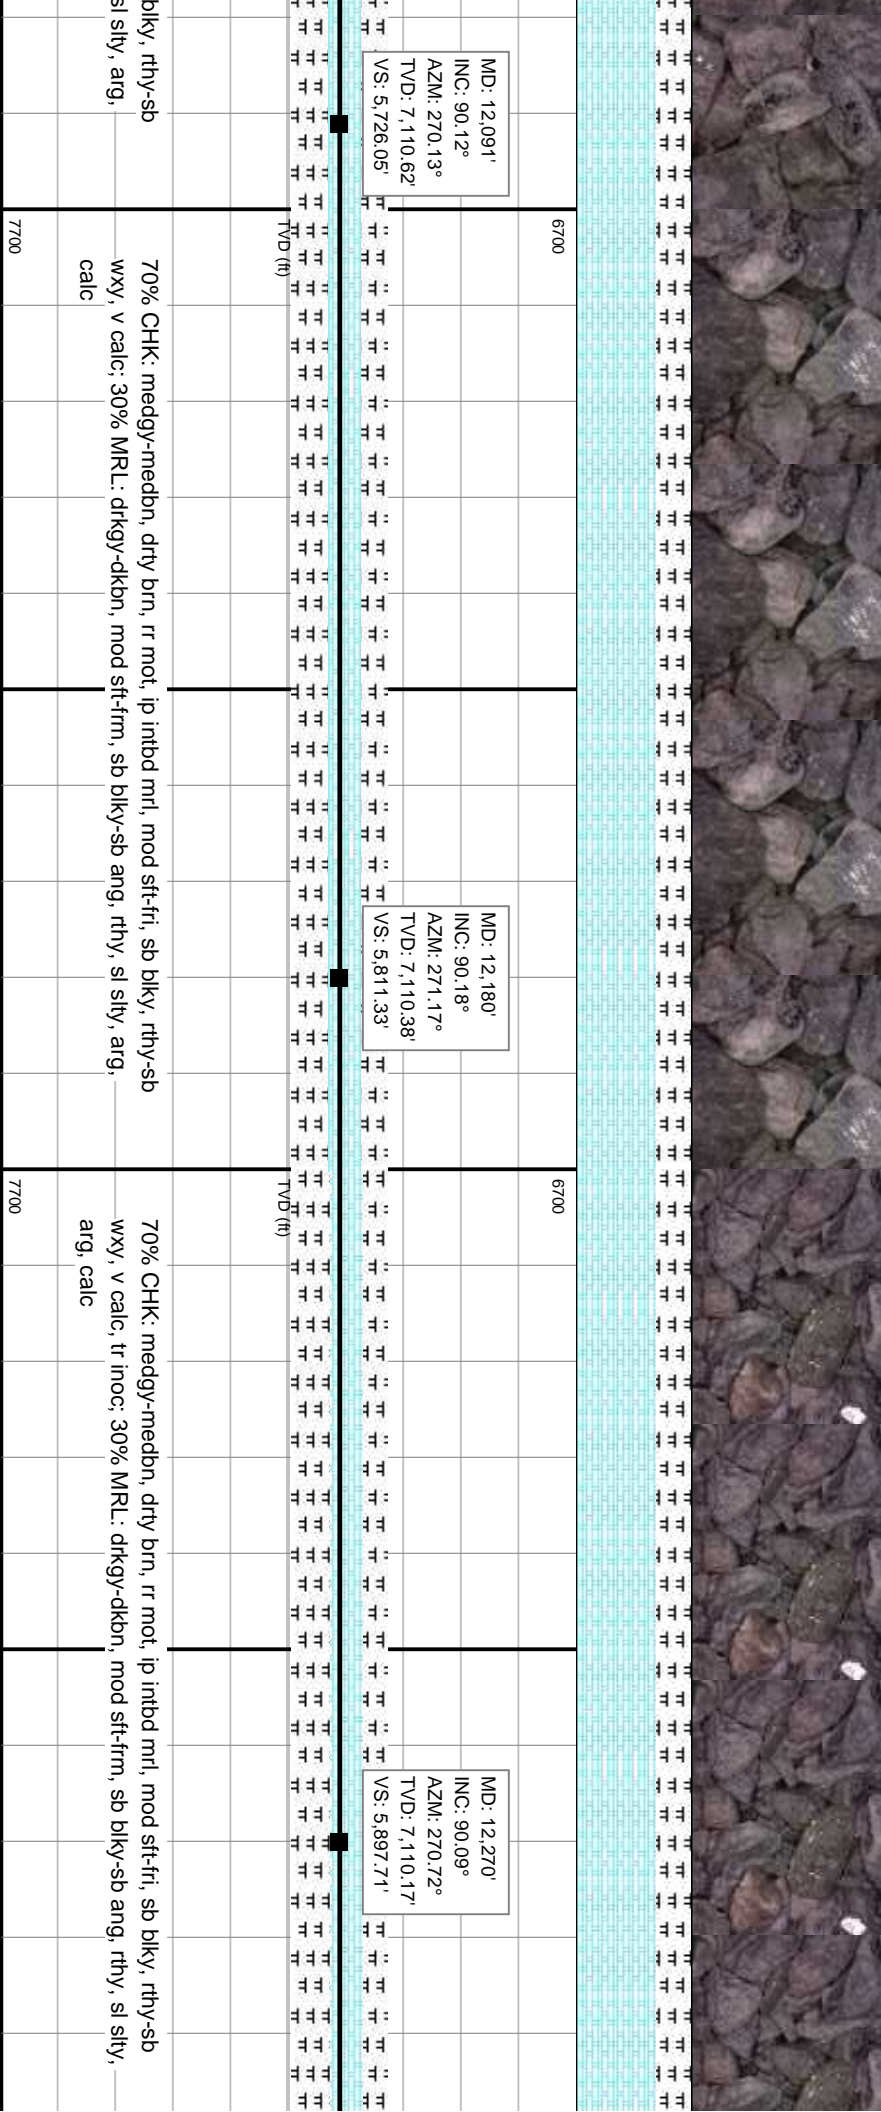 blky, rthy-sb
sl slty, arg,
MD: 12,091'
INC: 90.12°
AZM: 270.13°
TVD: 7,110.62'
VS: 5,726.05'
6700
TVD (ft)
7700
70% CHK: medgy-medbn, drty brn, rr mot, ip intbd mrl, mod sft-fri, sb blky, rthy-sb
wxy, v calc; 30% MRL: drkgy-dkbn, mod sft-frm, sb blky-sb ang, rthy, sl slty, arg,
calc
MD: 12,180'
INC: 90.18°
AZM: 271.17°
TVD: 7,110.38'
VS: 5,811.33'
6700
TVD (ft)
7700
70% CHK: medgy-medbn, drty brn, rr mot, ip intbd mrl, mod sft-fri, sb blky, rthy-sb
wxy, v calc, tr inoc; 30% MRL: drkgy-dkbn, mod sft-frm, sb blky-sb ang, rthy, sl slty,
arg, calc
MD: 12,270'
INC: 90.09°
AZM: 270.72°
TVD: 7,110.17'
VS: 5,897.71'